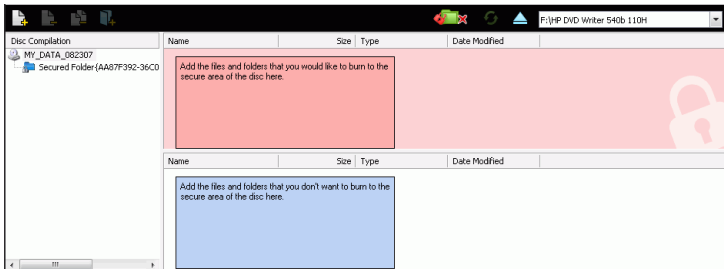 F:\HP DVD Writer 540b 110H
Disc Compilation
MY_DATA_082307
Secured Folder{AA87F392-36C0
Name Size Type Date Modified
Add the files and folders that you would like to burn to the
secure area of the disc here.
Name Size Type Date Modified
Add the files and folders that you don't want to burn to the
secure area of the disc here.